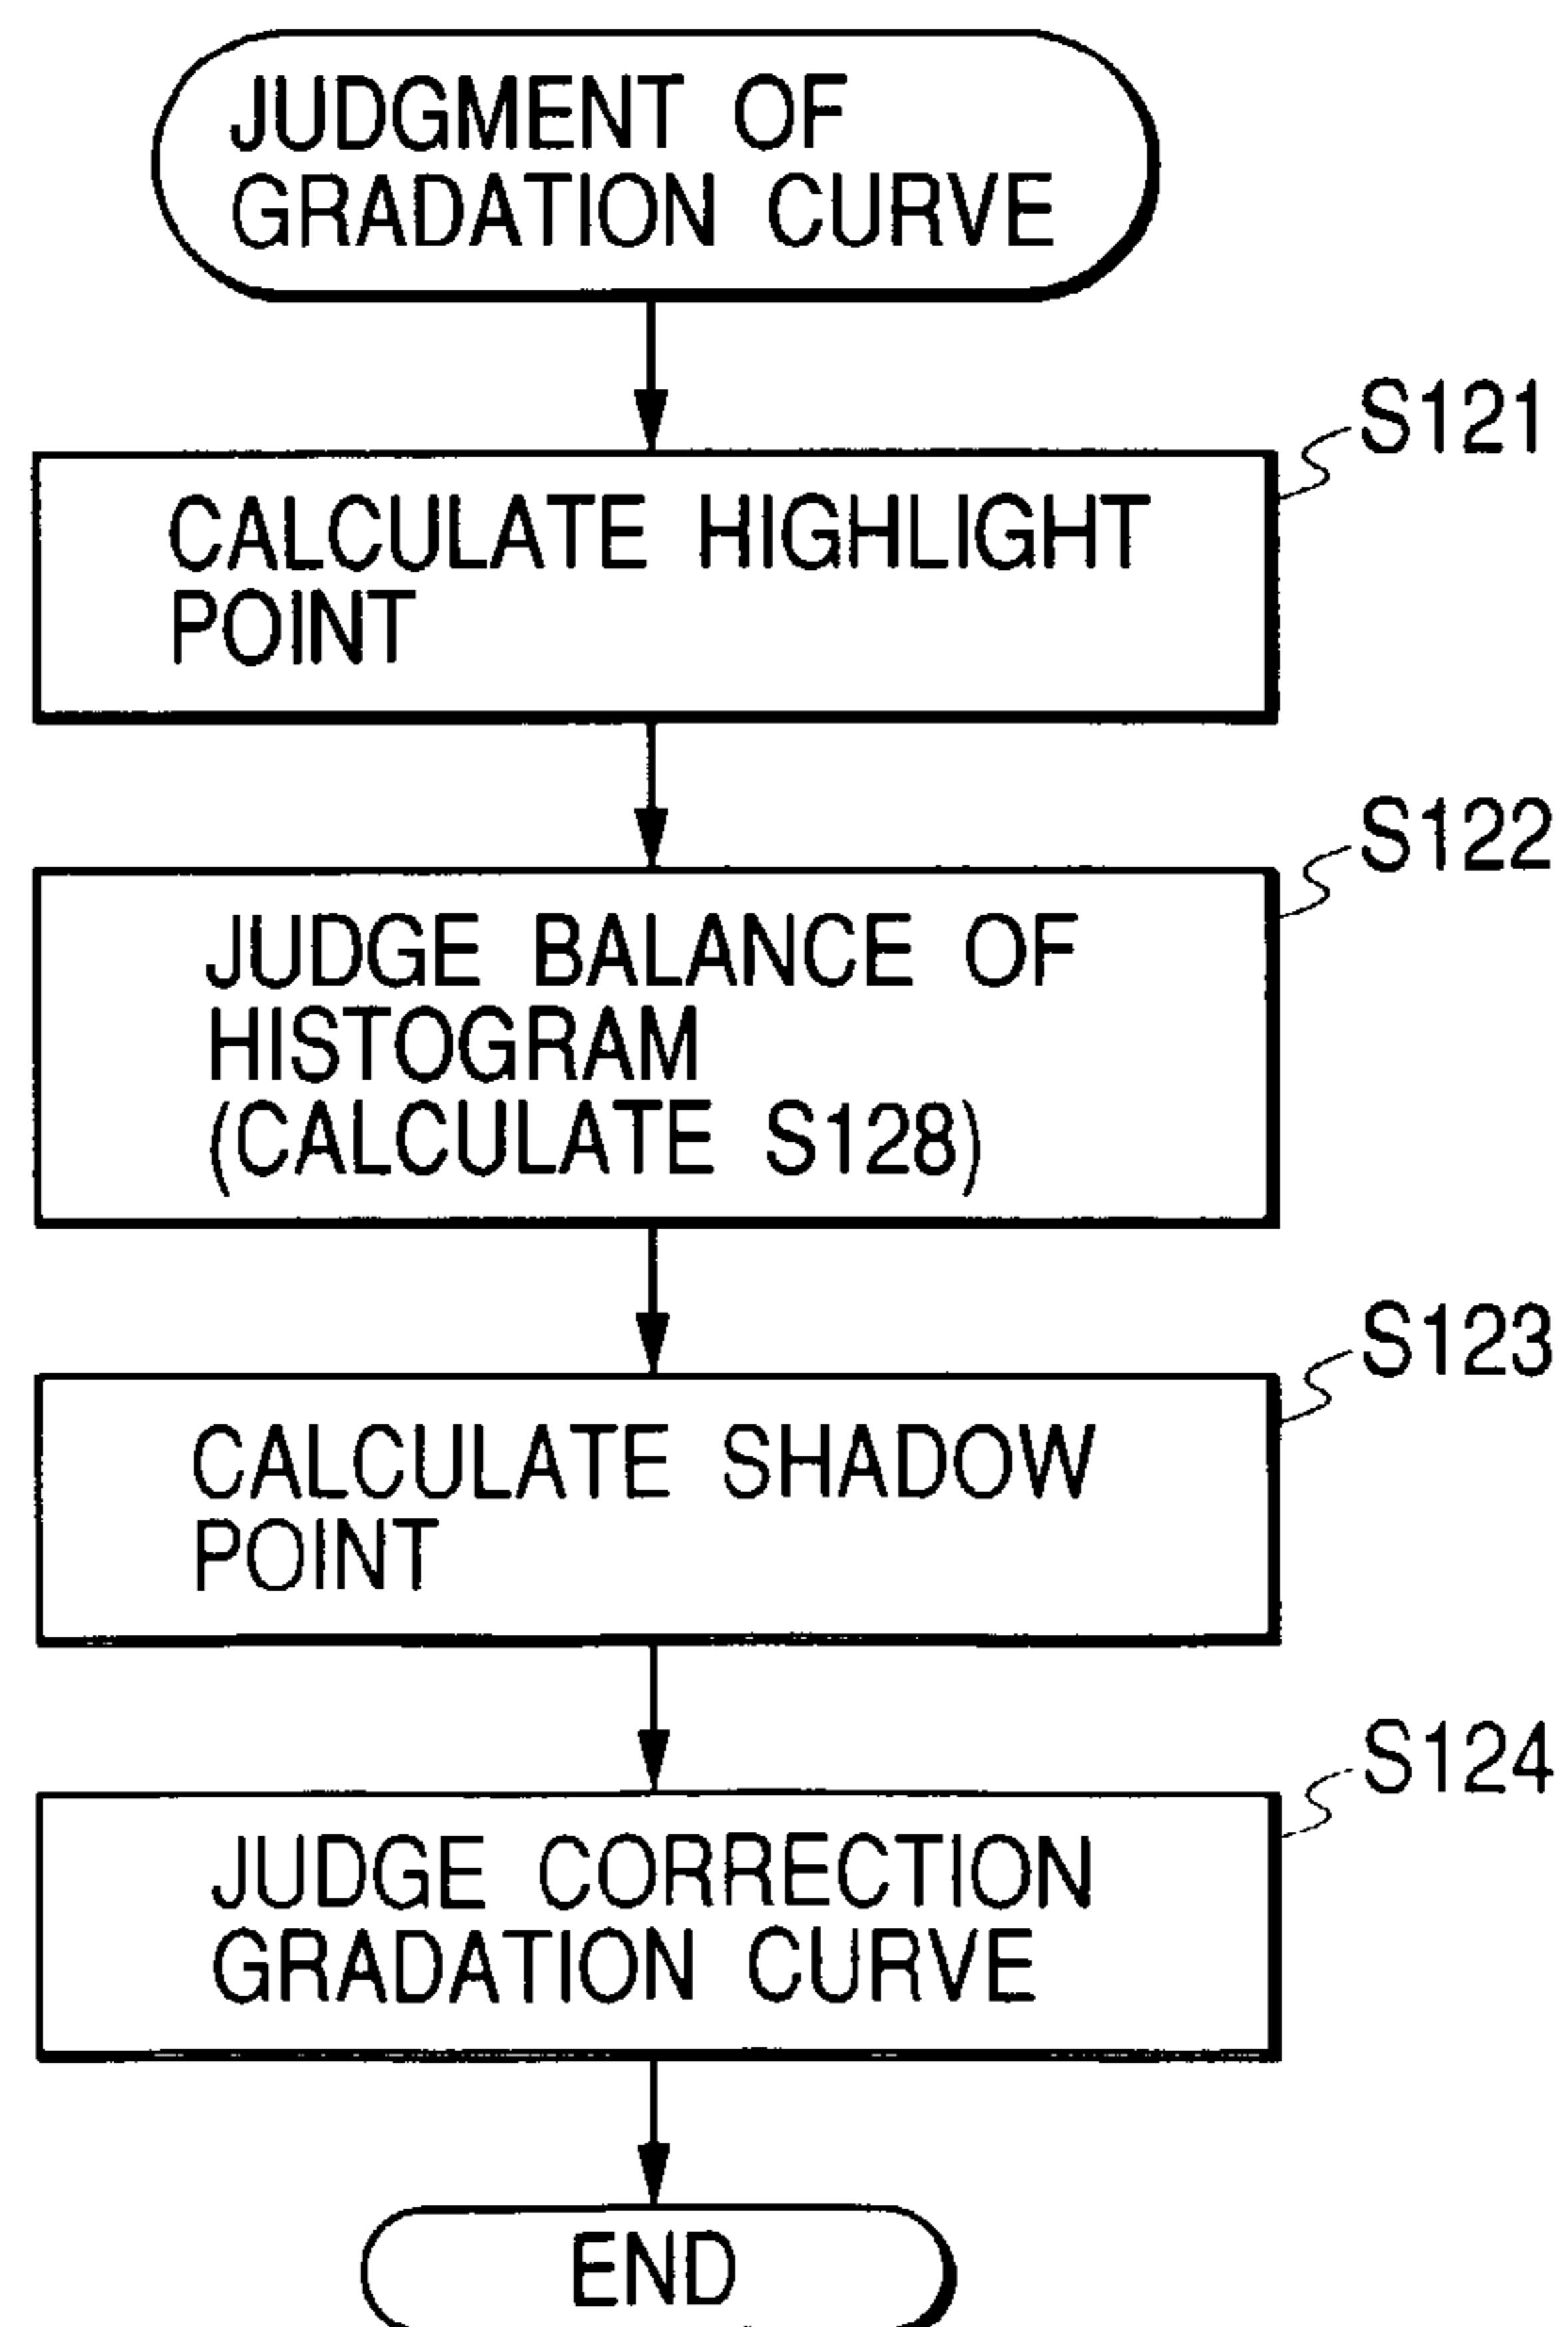 JUDGMENT OF
GRADATION CURVE
S121
CALCULATE HIGHLIGHT
POINT
S122
JUDGE BALANCE OF
HISTOGRAM
(CALCULATE S128)
S123
CALCULATE SHADOW
POINT
S124
JUDGE CORRECTION
GRADATION CURVE
END